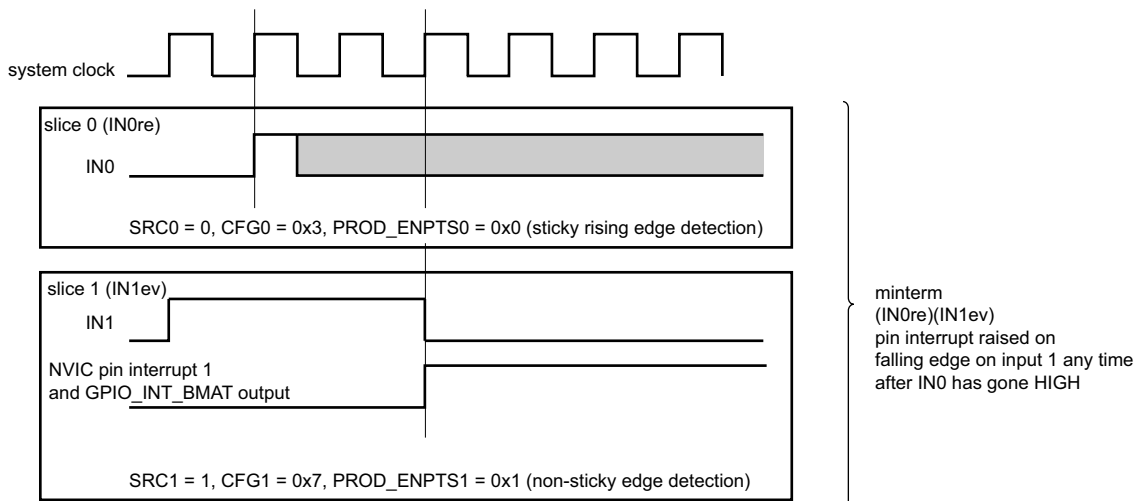 system clock
slice 0 (IN0re)
IN0
SRC0 = 0, CFG0 = 0x3, PROD_ENPTS0 = 0x0 (sticky rising edge detection)
slice 1 (IN1ev)
IN1
NVIC pin interrupt 1
and GPIO_INT_BMAT output
SRC1 = 1, CFG1 = 0x7, PROD_ENPTS1 = 0x1 (non-sticky edge detection)
minterm
(IN0re)(IN1ev)
pin interrupt raised on
falling edge on input 1 any time
after IN0 has gone HIGH